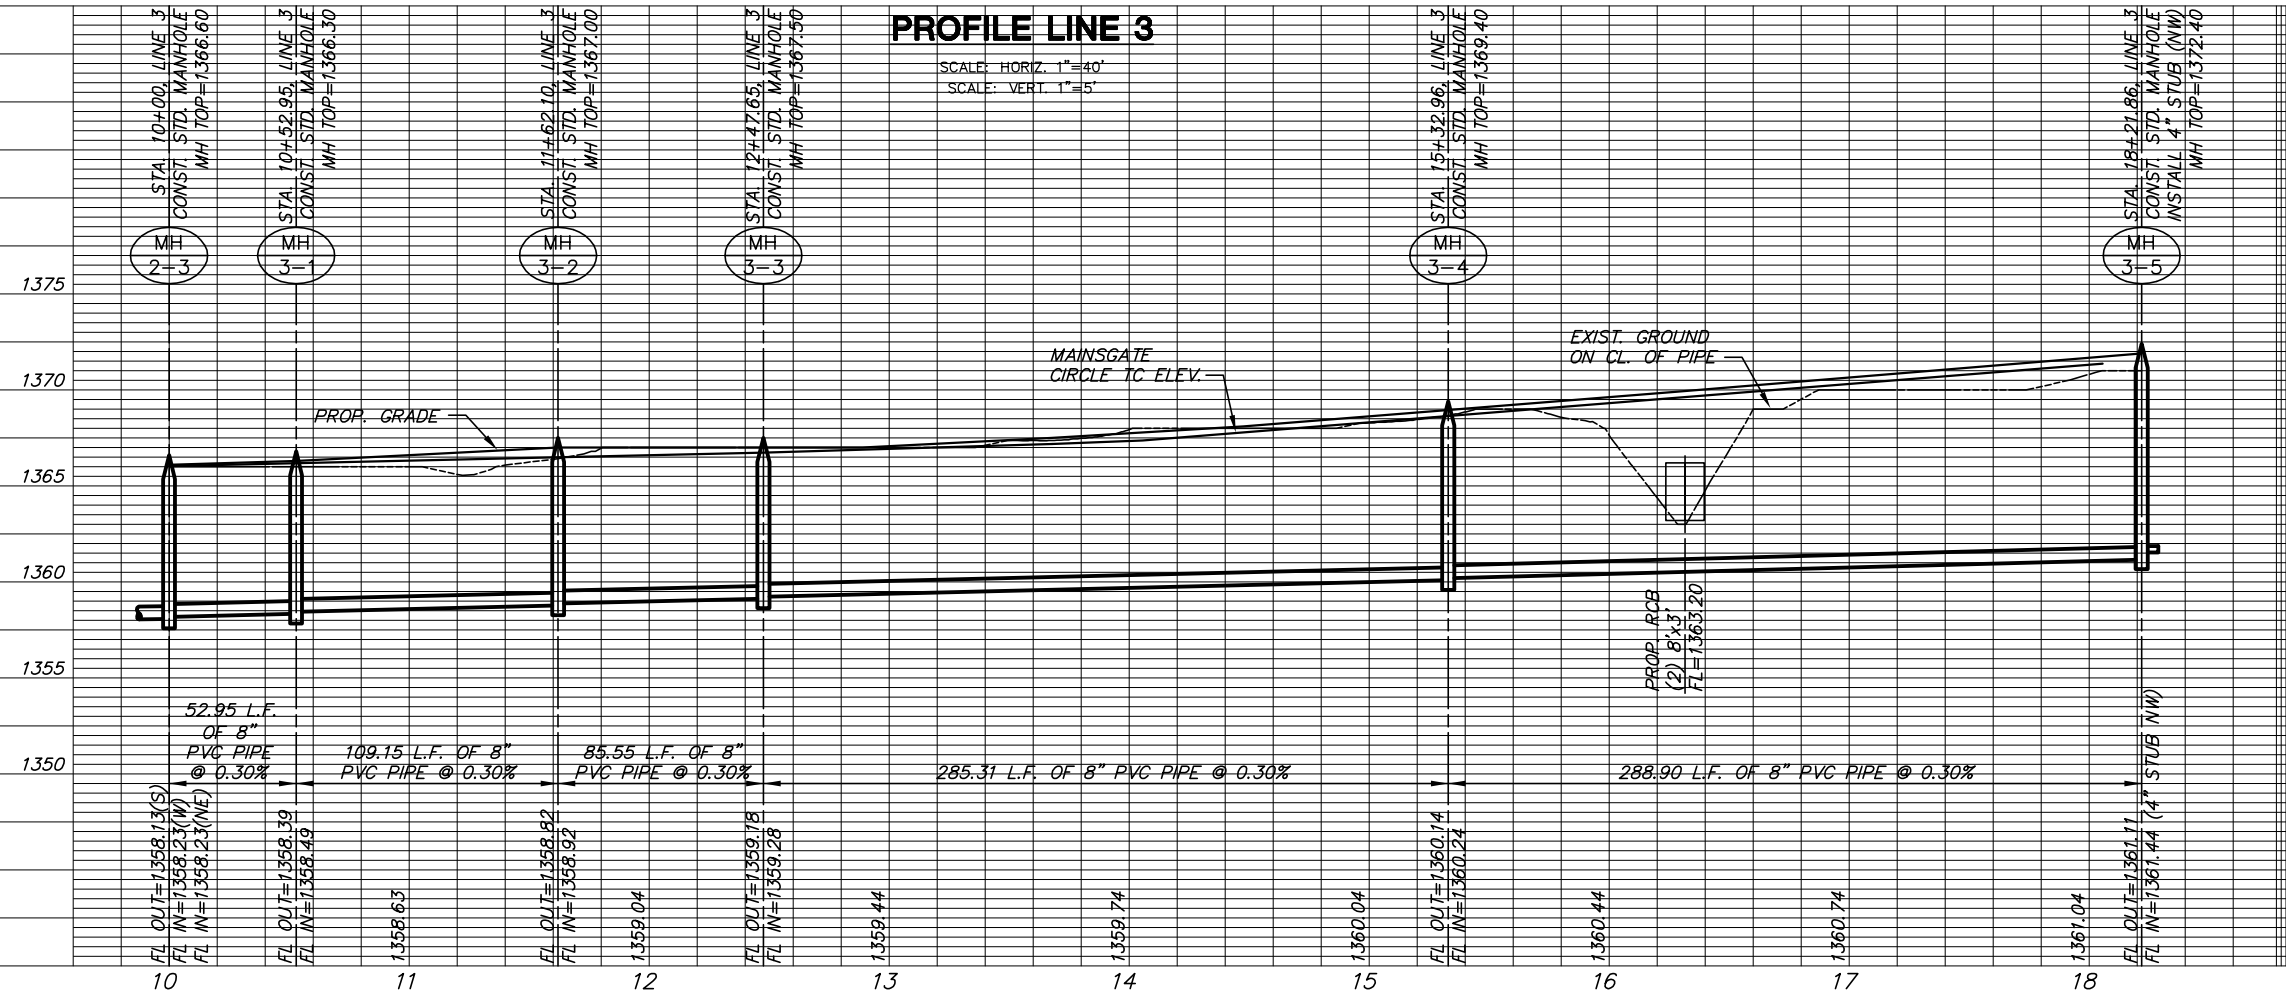 PROFILE LINE 3
SCALE: HORIZ. 1"=40'
SCALE: VERT. 1"=5'
STA. 10+00, LINE 3
CONST. STD. MANHOLE
MH TOP=1366.60
STA. 10+52.95, LINE 3
CONST. STD. MANHOLE
MH TOP=1366.30
STA. 11+62.10, LINE 3
CONST. STD. MANHOLE
MH TOP=1367.00
STA. 12+47.65, LINE 3
CONST. STD. MANHOLE
MH TOP=1367.50
STA. 15+32.96, LINE 3
CONST. STD. MANHOLE
MH TOP=1369.40
STA. 18+21.86, LINE 3
CONST. STD. MANHOLE
INSTALL 4" STUB (NW)
MH TOP=1372.40
MH
2-3
MH
3-1
MH
3-2
MH
3-3
MH
3-4
MH
3-5
1375
1370
1365
1360
1355
1350
PROP. GRADE
MAINSGATE
CIRCLE TC ELEV.
EXIST. GROUND
ON CL. OF PIPE
PROP. RCB
(2) 8'x3'
FL=1363.20
52.95 L.F.
OF 8"
PVC PIPE
@ 0.30%
109.15 L.F. OF 8"
PVC PIPE @ 0.30%
85.55 L.F. OF 8"
PVC PIPE @ 0.30%
285.31 L.F. OF 8" PVC PIPE @ 0.30%
288.90 L.F. OF 8" PVC PIPE @ 0.30%
FL OUT=1358.13(S)
FL IN=1358.23(W)
FL IN=1358.23(NE)
FL OUT=1358.39
FL IN=1358.49
1358.63
FL OUT=1358.82
FL IN=1358.92
1359.04
FL OUT=1359.18
FL IN=1359.28
1359.44
1359.74
1360.04
FL OUT=1360.14
FL IN=1360.24
1360.44
1360.74
1361.04
FL OUT=1361.11
FL IN=1361.44 (4" STUB NW)
10 11 12 13 14 15 16 17 18